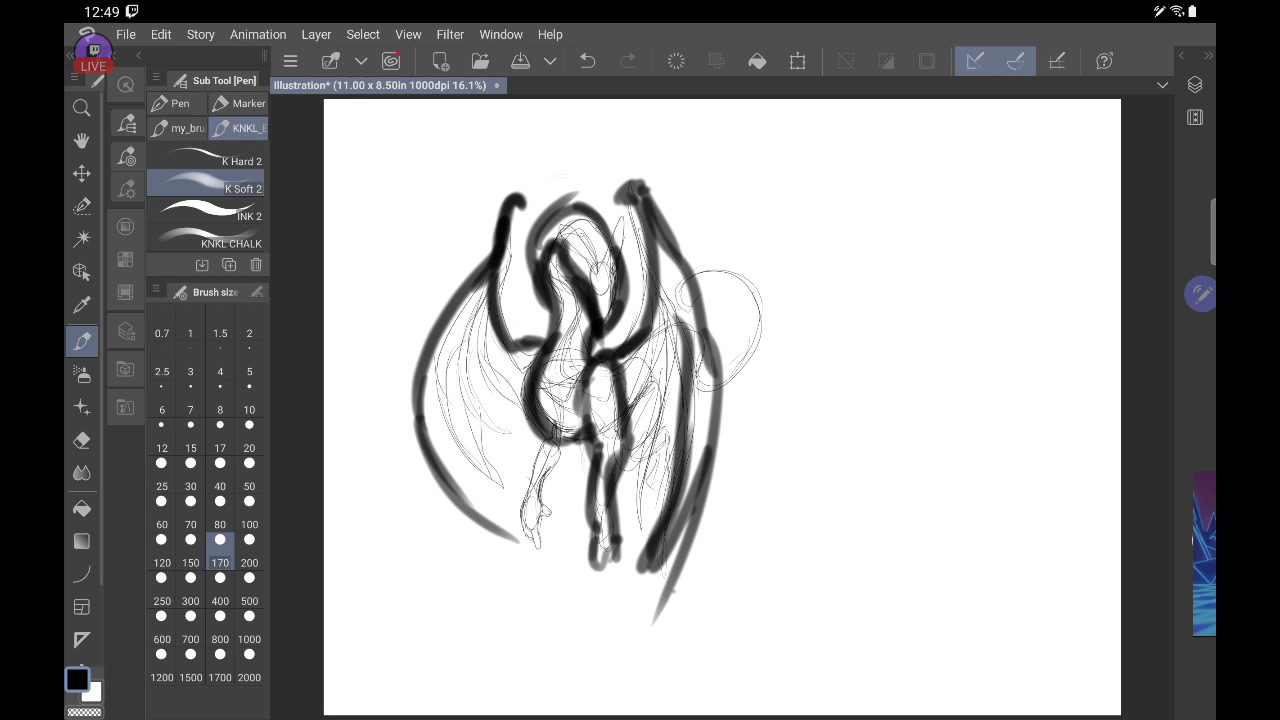 12:49
File Edit Story Animation Layer Select View Filter Window Help
LIVE
Sub Tool [Pen]
Illustration* (11.00 x 8.50in 1000dpi 16.1%)
Pen Marker
my_bru KNKL_E
K Hard 2
K Soft 2
INK 2
KNKL CHALK
Brush size
0.7 1 1.5 2
2.5 3 4 5
6 7 8 10
12 15 17 20
25 30 40 50
60 70 80 100
120 150 170 200
250 300 400 500
600 700 800 1000
1200 1500 1700 2000